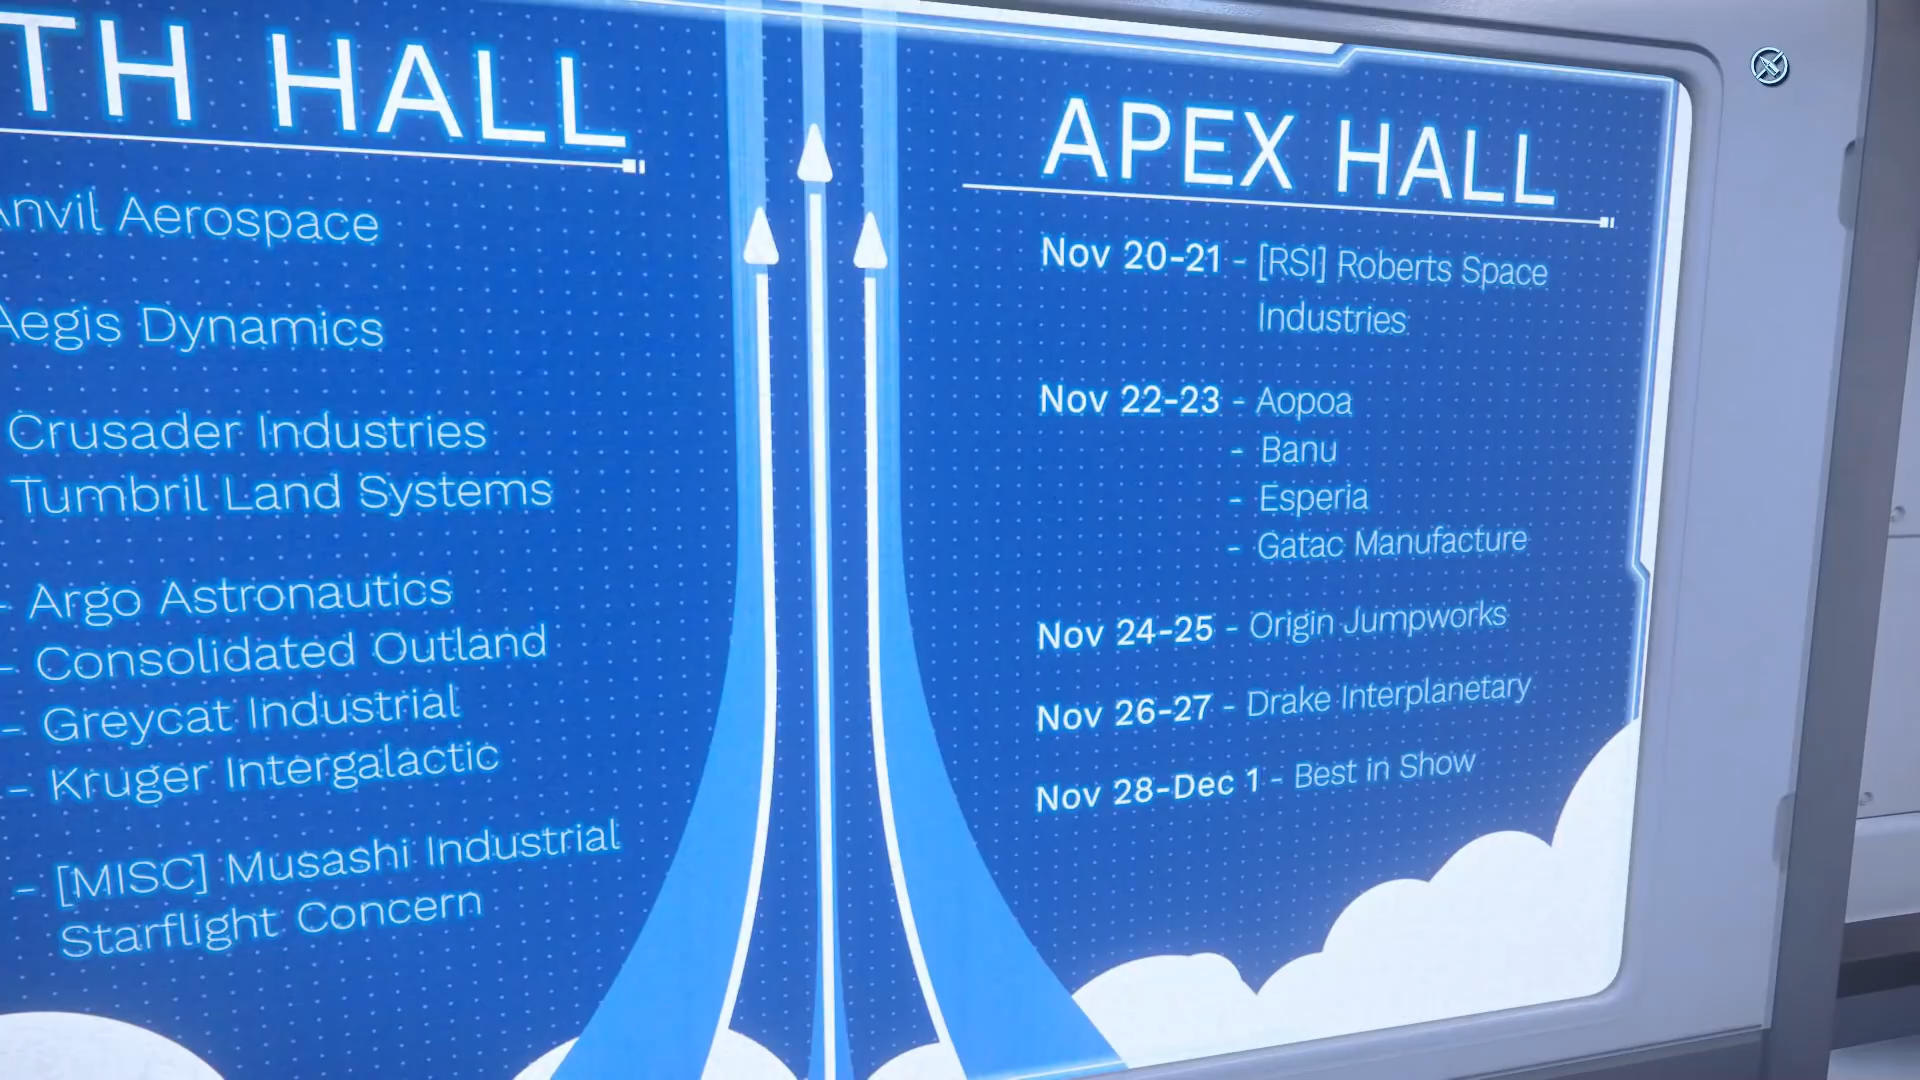 TH HALL
Anvil Aerospace
Aegis Dynamics
Crusader Industries
Tumbril Land Systems
- Argo Astronautics
- Consolidated Outland
- Greycat Industrial
- Kruger Intergalactic
- [MISC] Musashi Industrial
Starflight Concern
APEX HALL
Nov 20-21 - [RSI] Roberts Space
Industries
Nov 22-23 - Aopoa
- Banu
- Esperia
- Gatac Manufacture
Nov 24-25 - Origin Jumpworks
Nov 26-27 - Drake Interplanetary
Nov 28-Dec 1 - Best in Show